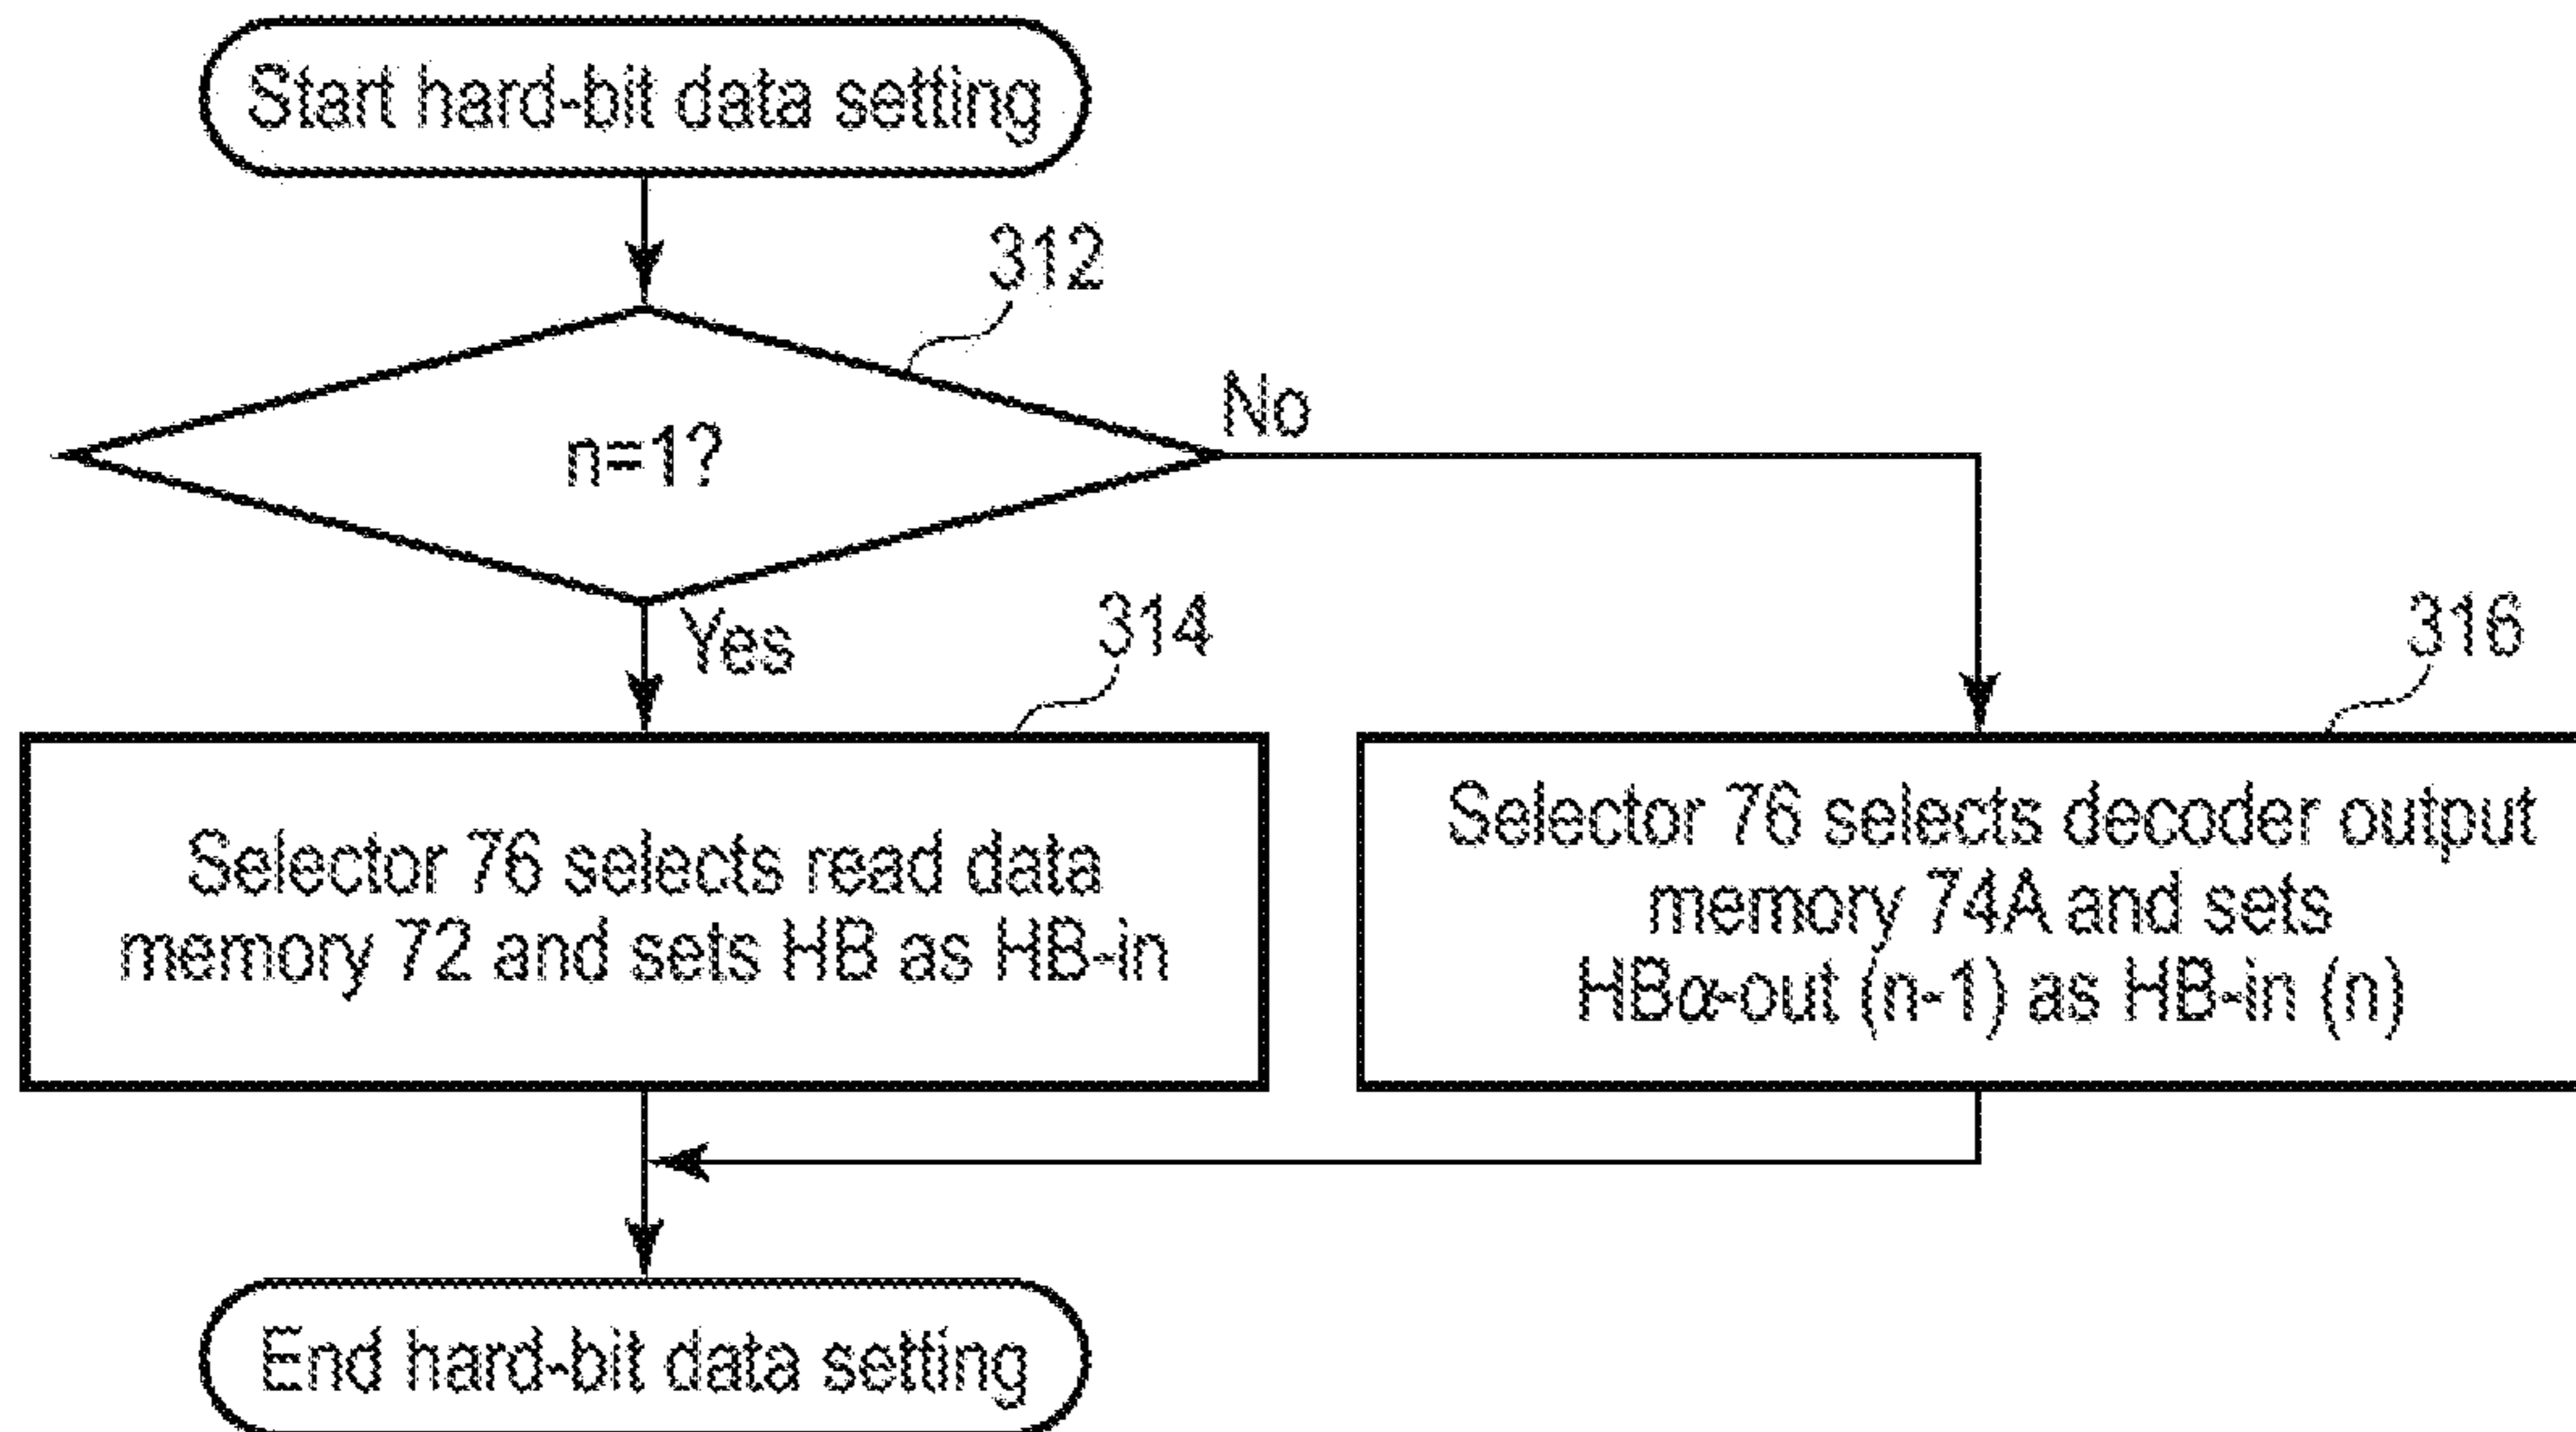 Start hard-bit data setting
312
n=1?
No
Yes
314
316
Selector 76 selects read data
memory 72 and sets HB as HB-in
Selector 76 selects decoder output
memory 74A and sets
HBα-out (n-1) as HB-in (n)
End hard-bit data setting